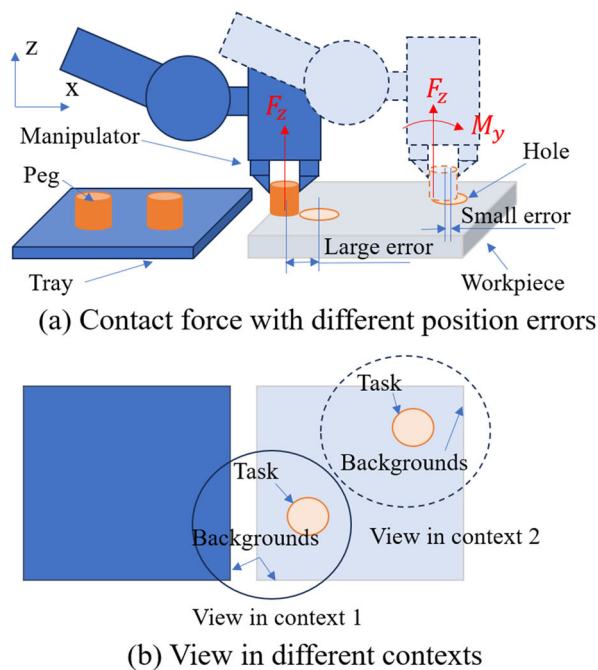 z
x
F_z
F_z
M_y
Manipulator
Peg
Hole
Small error
Large error
Tray
Workpiece
(a) Contact force with different position errors
Task
Backgrounds
Task
Backgrounds
View in context 2
View in context 1
(b) View in different contexts